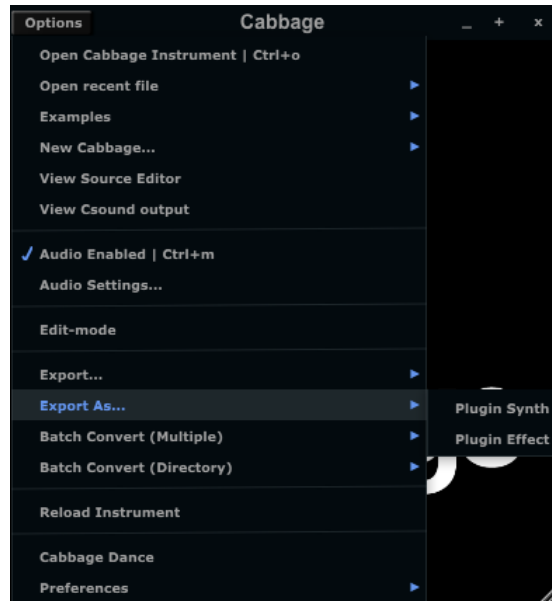 Options Cabbage _ + x
Open Cabbage Instrument | Ctrl+o
Open recent file
Examples
New Cabbage...
View Source Editor
View Csound output
Audio Enabled | Ctrl+m
Audio Settings...
Edit-mode
Export...
Export As...
Plugin Synth
Plugin Effect
Batch Convert (Multiple)
Batch Convert (Directory)
Reload Instrument
Cabbage Dance
Preferences